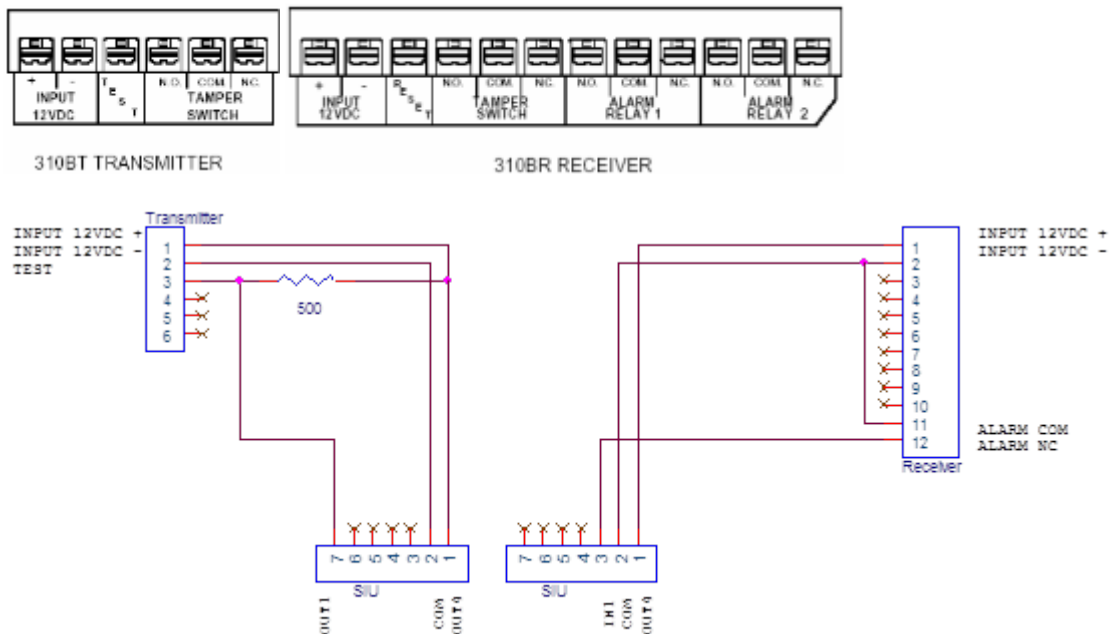 + - T E S T N.O. COM. N.C.
INPUT 12VDC TAMPER SWITCH
+ - R E S E T N.O. COM. N.C. N.O. COM. N.C. N.O. COM. N.C.
INPUT 12VDC TAMPER SWITCH ALARM RELAY 1 ALARM RELAY 2
310BT TRANSMITTER
310BR RECEIVER
Transmitter
INPUT 12VDC +
INPUT 12VDC -
TEST
1
2
3
4
5
6
500
INPUT 12VDC +
INPUT 12VDC -
1
2
3
4
5
6
7
8
9
10
11
12
ALARM COM
ALARM NC
Receiver
7 6 5 4 3 2 1
SIU
OUT1 COM OUT4
7 6 5 4 3 2 1
SIU
IN1 COM OUT4